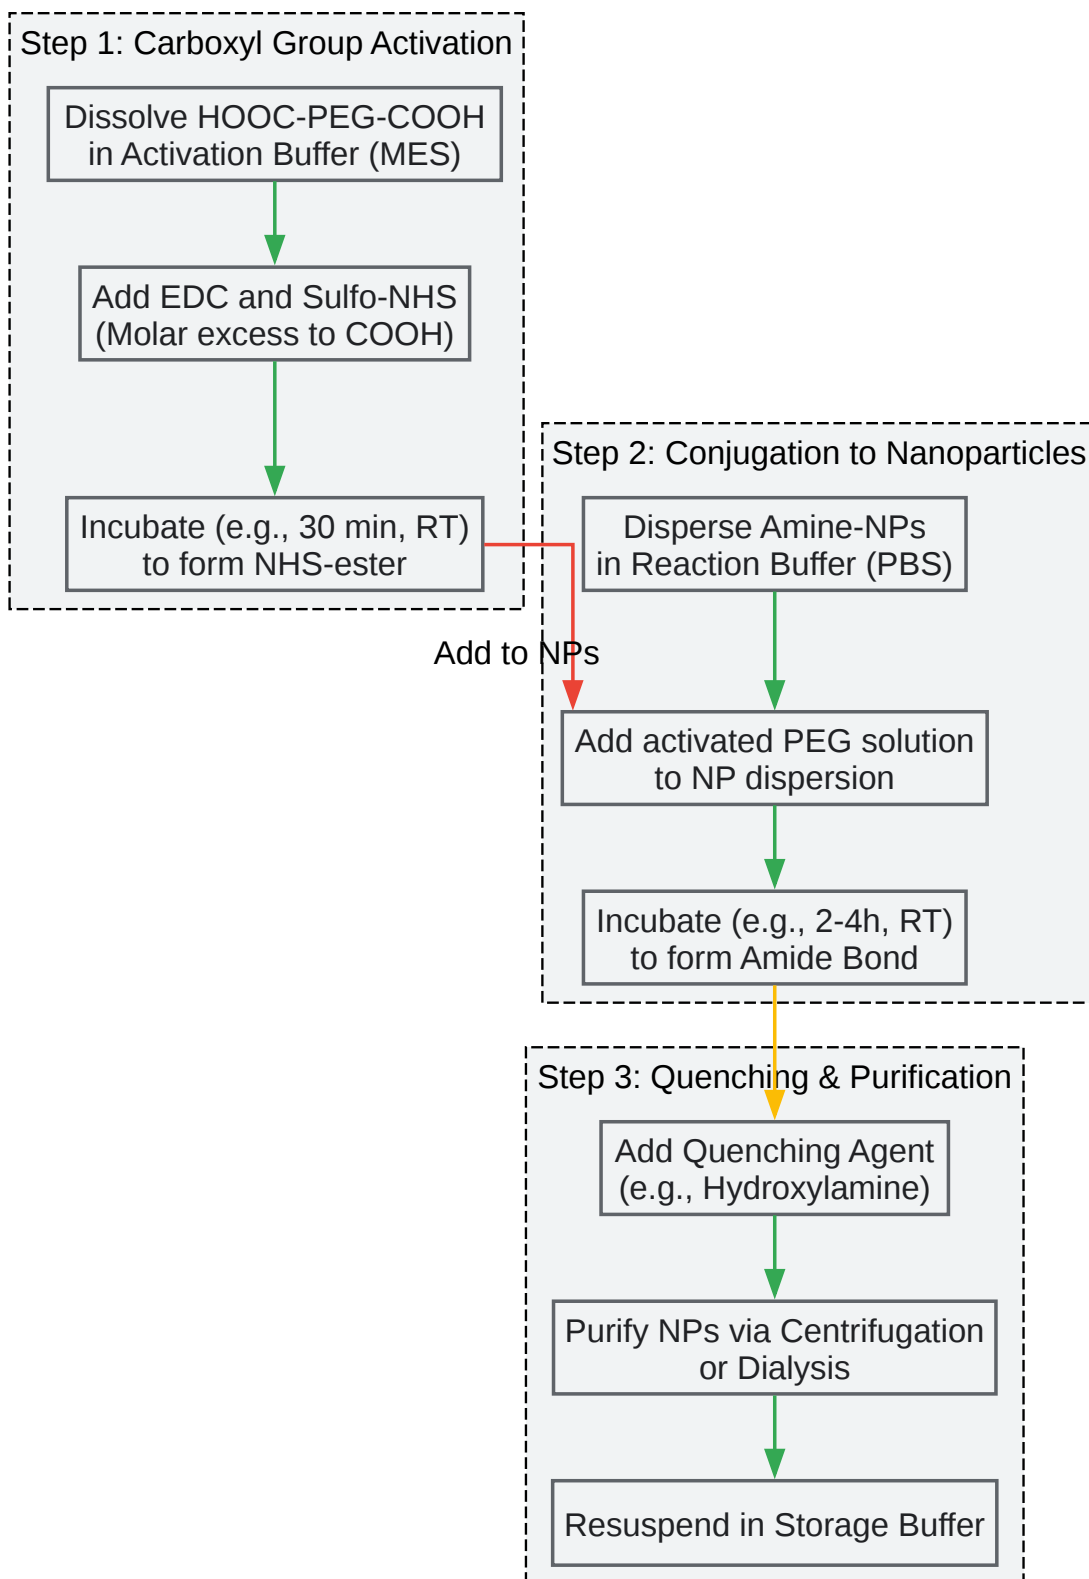 Step 1: Carboxyl Group Activation
Dissolve HOOC-PEG-COOH
in Activation Buffer (MES)
Add EDC and Sulfo-NHS
(Molar excess to COOH)
Incubate (e.g., 30 min, RT)
to form NHS-ester
Add to NPs
Step 2: Conjugation to Nanoparticles
Disperse Amine-NPs
in Reaction Buffer (PBS)
Add activated PEG solution
to NP dispersion
Incubate (e.g., 2-4h, RT)
to form Amide Bond
Step 3: Quenching & Purification
Add Quenching Agent
(e.g., Hydroxylamine)
Purify NPs via Centrifugation
or Dialysis
Resuspend in Storage Buffer